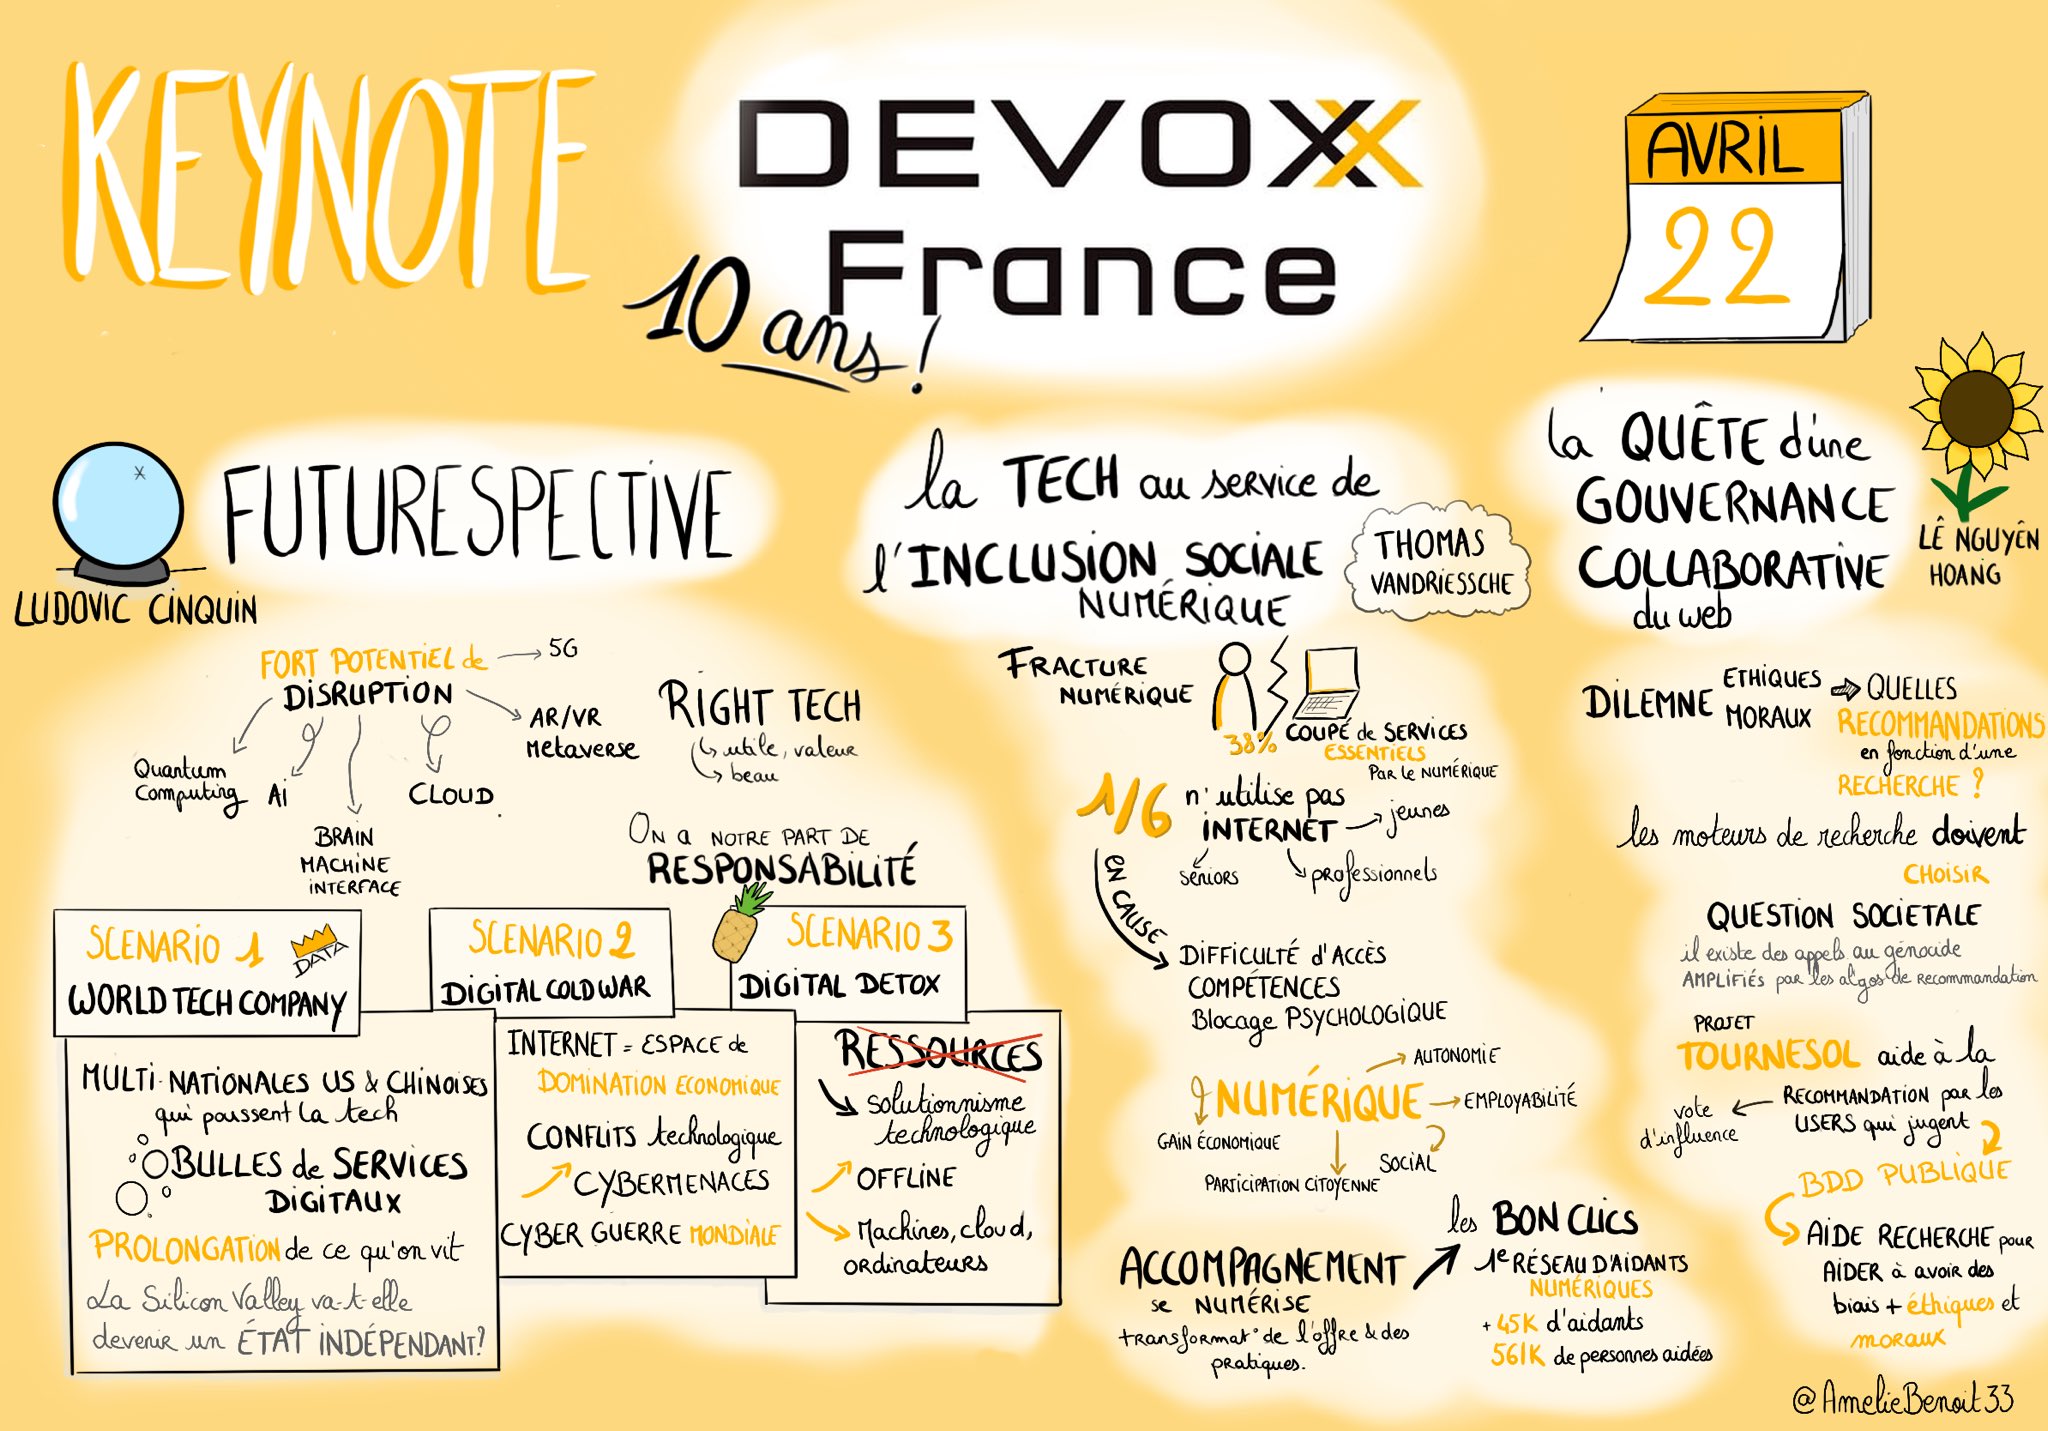 KEYNOTE
DEVOXX
France
10 ans !
AVRIL
22
FUTURESPECTIVE
LUDOVIC CINQUIN
FORT POTENTIEL de
DISRUPTION
5G
AR/VR
Metaverse
Quantum
Computing
Ai
BRAIN
MACHINE
INTERFACE
CLOUD
RIGHT TECH
utile, valeur
beau
ON A NOTRE PART DE
RESPONSABILITÉ
SCENARIO 1
DATA
WORLD TECH COMPANY
MULTI-NATIONALES US & CHINOISES
qui poussent la tech
BULLES de SERVICES
DIGITAUX
PROLONGATION de ce qu'on vit
La Silicon Valley va-t-elle
devenir un ÉTAT INDÉPENDANT?
SCENARIO 2
DIGITAL COLD WAR
INTERNET = ESPACE de
DOMINATION ECONOMIQUE
CONFLITS technologique
CYBERMENACES
CYBER GUERRE MONDIALE
SCENARIO 3
DIGITAL DETOX
RESSOURCES
solutionnisme
technologique
OFFLINE
Machines, cloud,
ordinateurs
la TECH au service de
l'INCLUSION SOCIALE
NUMÉRIQUE
THOMAS
VANDRIESSCHE
FRACTURE
NUMÉRIQUE
38%
COUPÉ de SERVICES
ESSENTIELS
PAR le NUMÉRIQUE
1/6 n'utilise pas
INTERNET
jeunes
séniors
professionnels
EN CAUSE
DIFFICULTÉ d'ACCÈS
COMPÉTENCES
Blocage PSYCHOLOGIQUE
NUMÉRIQUE
AUTONOMIE
EMPLOYABILITÉ
SOCIAL
PARTICIPATION CITOYENNE
GAIN ÉCONOMIQUE
ACCOMPAGNEMENT
se NUMÉRISE
transformat° de l'offre & des
pratiques.
les BON CLICS
1e RÉSEAU D'AIDANTS
NUMÉRIQUES
+ 45K d'aidants
561K de personnes aidées
la QUÊTE d'une
GOUVERNANCE
COLLABORATIVE
du web
LÊ NGUYÊN
HOANG
DILEMNE ETHIQUES
MORAUX
QUELLES
RECOMMANDATIONS
en fonction d'une
RECHERCHE ?
les moteurs de recherche doivent
CHOISIR
QUESTION SOCIETALE
il existe des appels au génocide
AMPLIFIÉS par les algos de recommandation
PROJET
TOURNESOL aide à la
RECOMMANDATION par les
USERS qui jugent
vote
d'influence
BDD PUBLIQUE
AIDE RECHERCHE pour
AIDER à avoir des
biais + éthiques et
moraux
@AmelieBenoit33